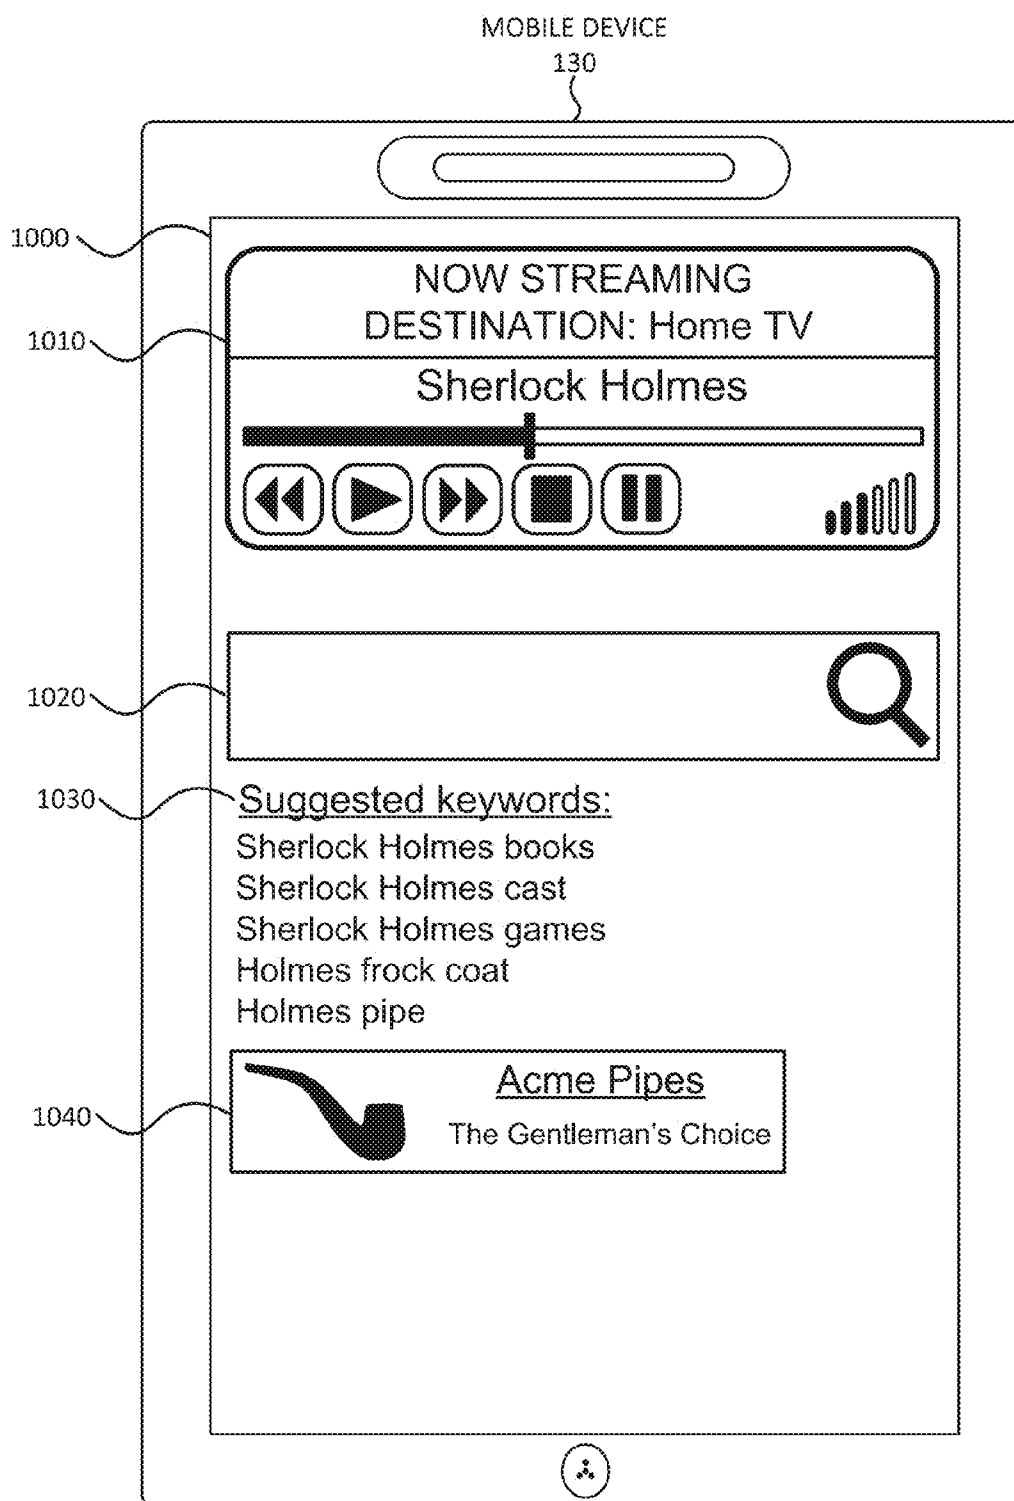 MOBILE DEVICE
130
1000
NOW STREAMING
DESTINATION: Home TV
1010
Sherlock Holmes
1020
1030
Suggested keywords:
Sherlock Holmes books
Sherlock Holmes cast
Sherlock Holmes games
Holmes frock coat
Holmes pipe
1040
Acme Pipes
The Gentleman's Choice